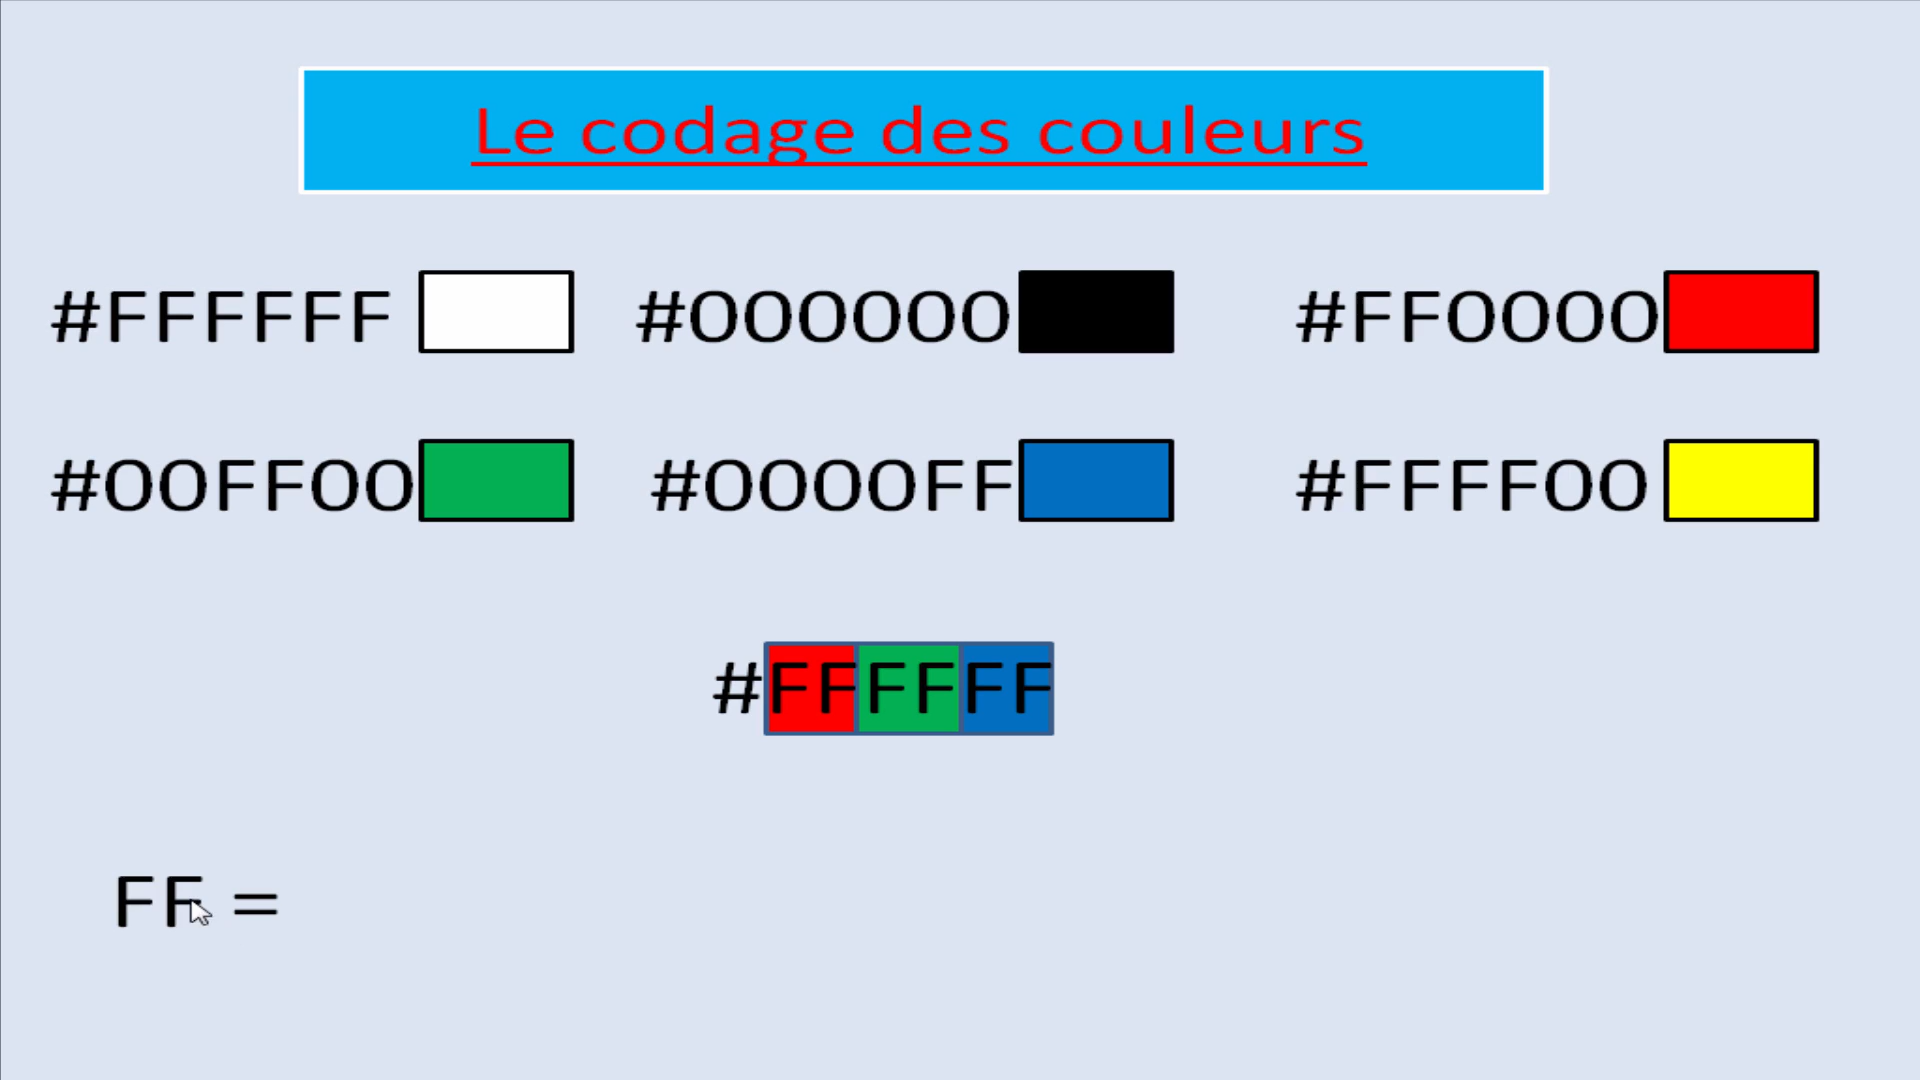 Le codage des couleurs
#FFFFFF #000000 #FF0000
#00FF00 #0000FF #FFFF00
#FFFFFF
FF =